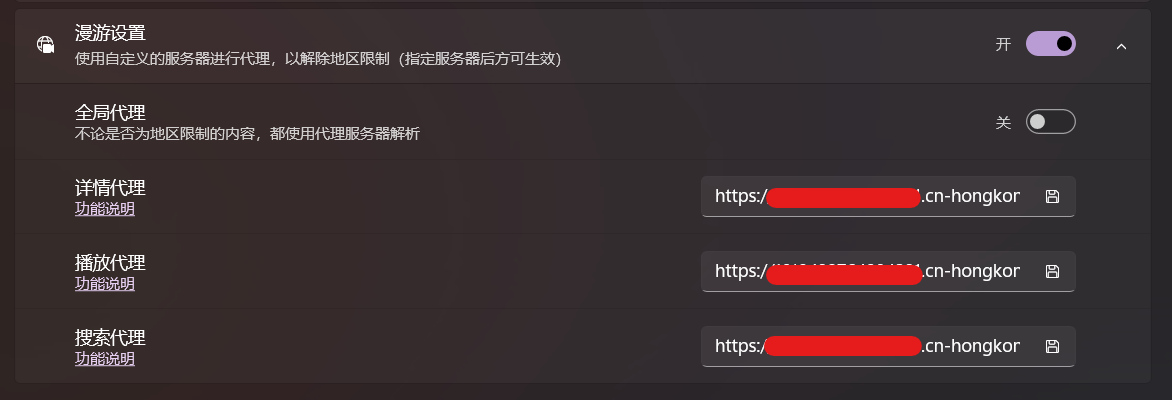 漫游设置
使用自定义的服务器进行代理，以解除地区限制（指定服务器后方可生效）
开
全局代理
不论是否为地区限制的内容，都使用代理服务器解析
关
详情代理
功能说明
https:/ .cn-hongkor
播放代理
功能说明
https:/ .cn-hongkor
搜索代理
功能说明
https:/ .cn-hongkor